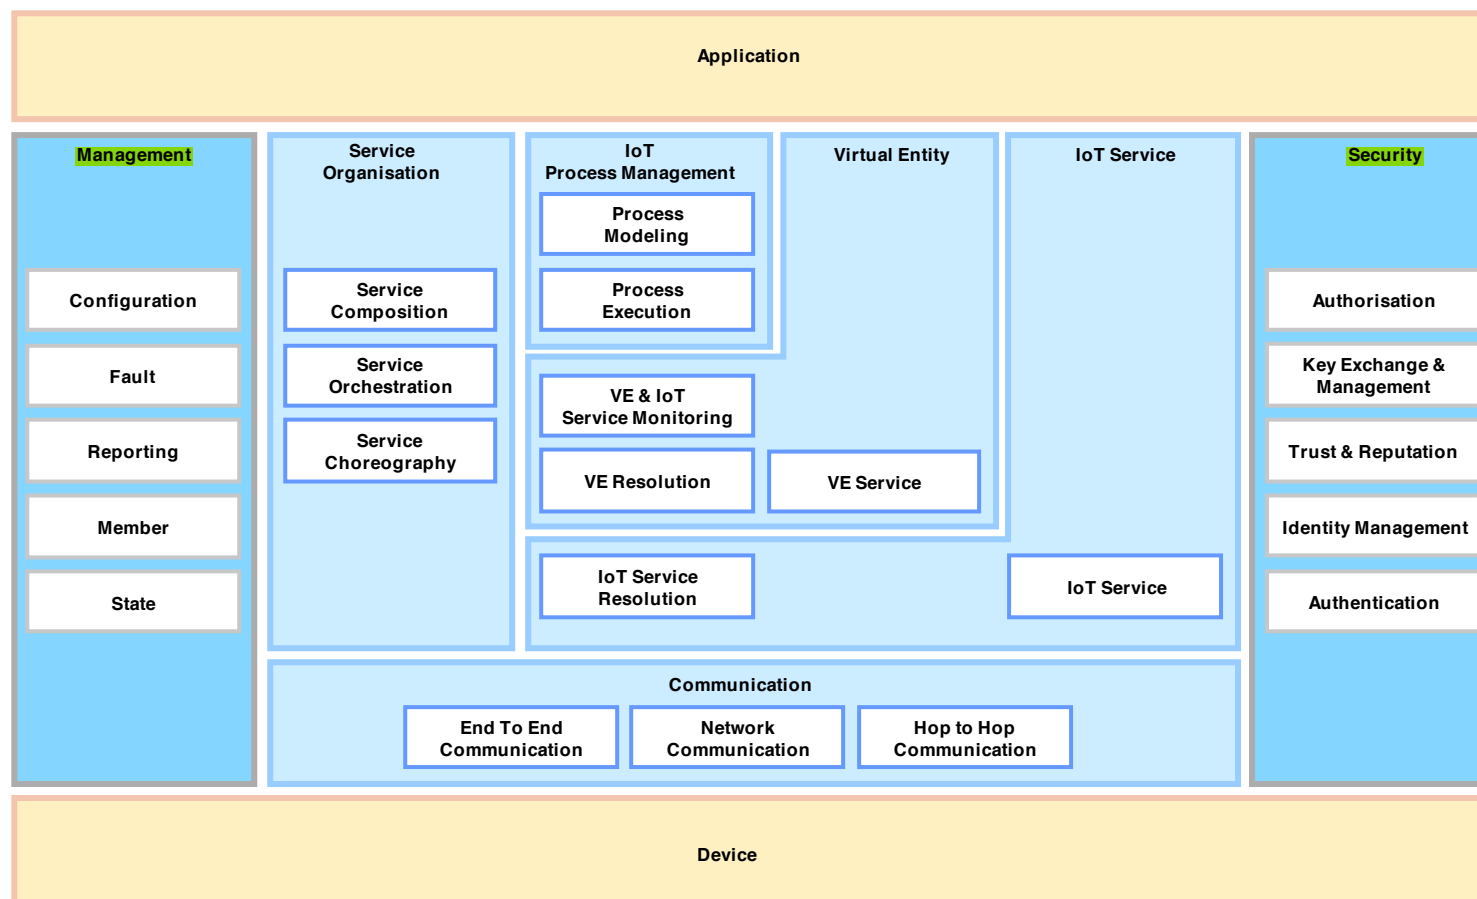 Application
Management
Configuration
Fault
Reporting
Member
State
Service
Organisation
Service
Composition
Service
Orchestration
Service
Choreography
IoT
Process Management
Process
Modeling
Process
Execution
Virtual Entity
VE & IoT
Service Monitoring
VE Resolution
VE Service
IoT Service
IoT Service
Resolution
IoT Service
Security
Authorisation
Key Exchange &
Management
Trust & Reputation
Identity Management
Authentication
Communication
End To End
Communication
Network
Communication
Hop to Hop
Communication
Device